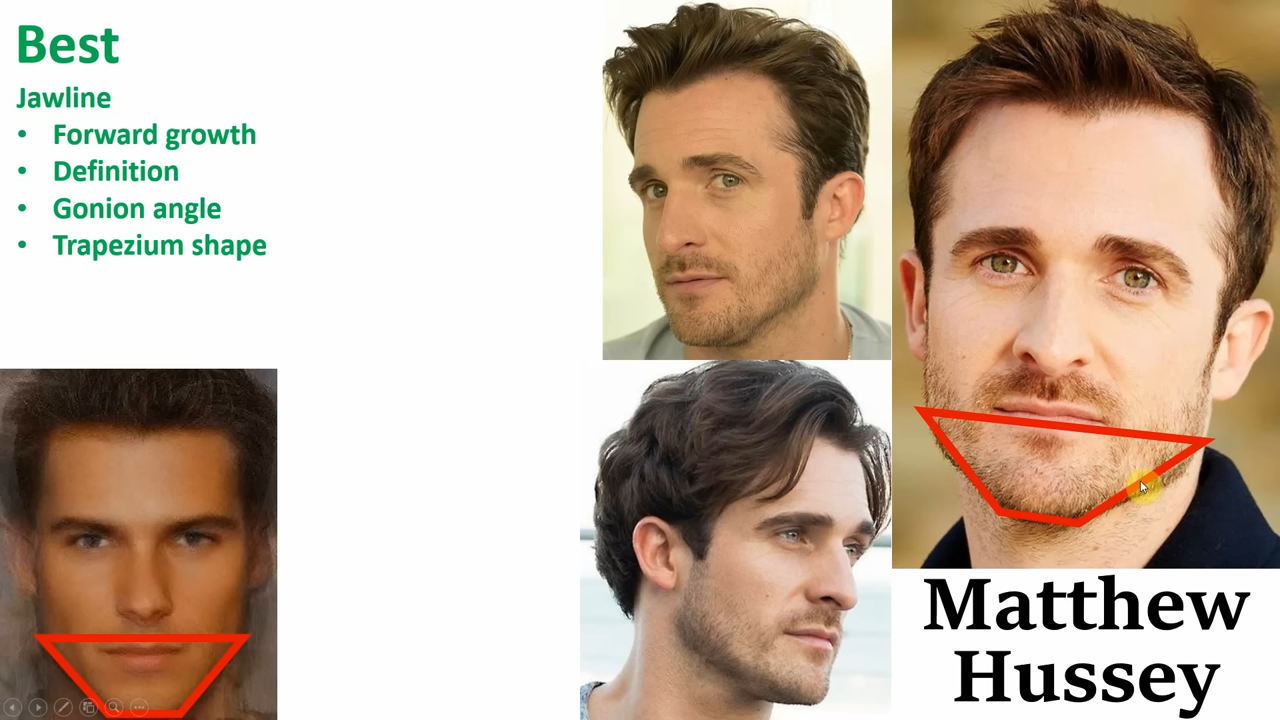 Best
Jawline
• Forward growth
• Definition
• Gonion angle
• Trapezium shape
Matthew
Hussey